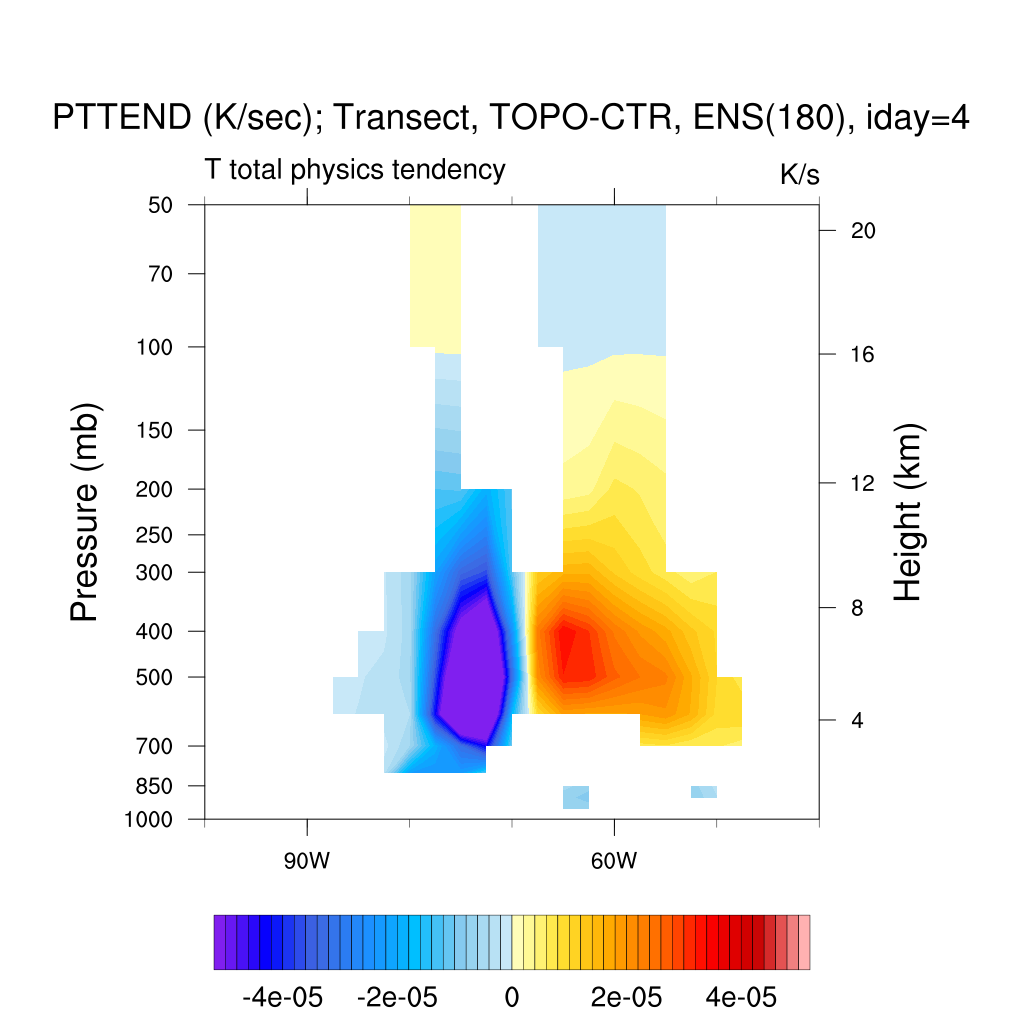 PTTEND (K/sec); Transect, TOPO-CTR, ENS(180), iday=4
T total physics tendency
K/s
50
70
100
150
200
250
300
400
500
700
850
1000
Pressure (mb)
20
16
12
8
4
Height (km)
90W
60W
-4e-05
-2e-05
0
2e-05
4e-05